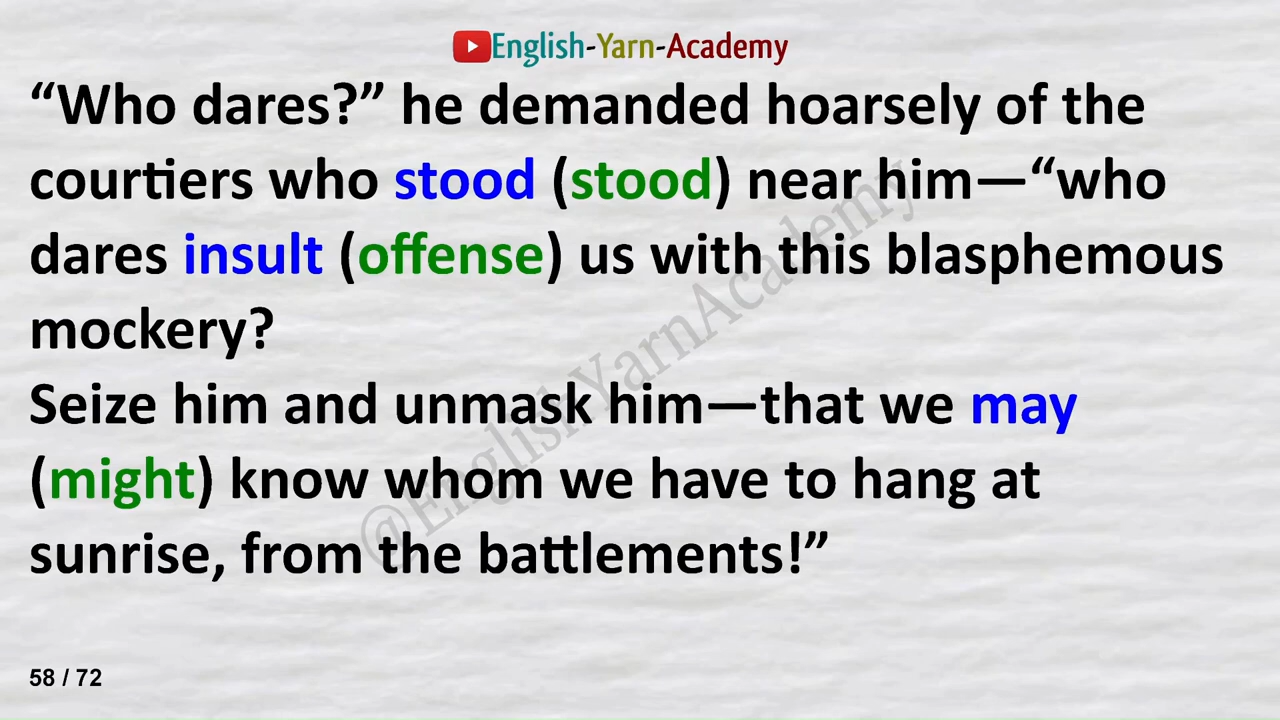 English-Yarn-Academy
“Who dares?” he demanded hoarsely of the
courtiers who stood (stood) near him—“who
dares insult (offense) us with this blasphemous
mockery?
Seize him and unmask him—that we may
(might) know whom we have to hang at
sunrise, from the battlements!”
@EnglishYarnAcademy
58 / 72